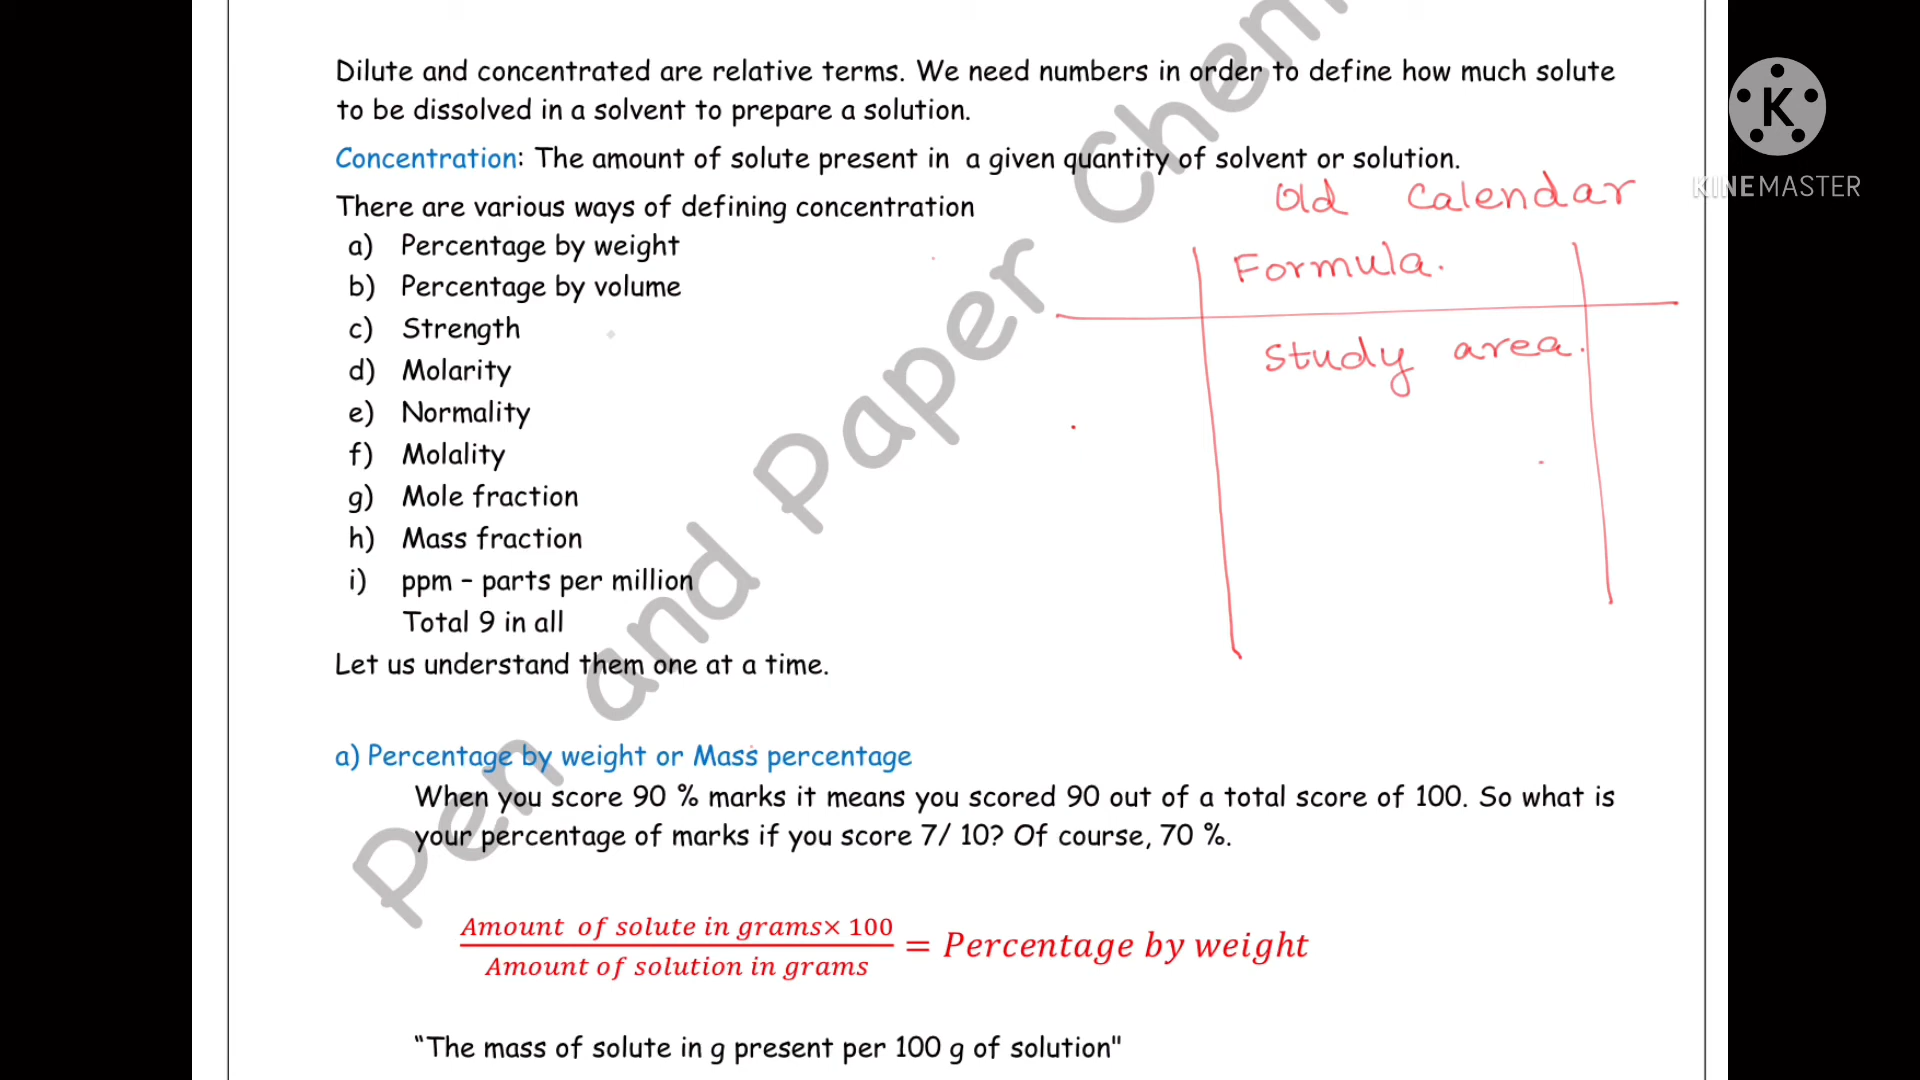 Dilute and concentrated are relative terms. We need numbers in order to define how much solute
to be dissolved in a solvent to prepare a solution.
Concentration: The amount of solute present in a given quantity of solvent or solution.
There are various ways of defining concentration
a) Percentage by weight
b) Percentage by volume
c) Strength
d) Molarity
e) Normality
f) Molality
g) Mole fraction
h) Mass fraction
i) ppm – parts per million
Total 9 in all
Let us understand them one at a time.
Old Calendar
Formula.
Study area.
a) Percentage by weight or Mass percentage
When you score 90 % marks it means you scored 90 out of a total score of 100. So what is
your percentage of marks if you score 7/ 10? Of course, 70 %.
Amount of solute in grams× 100
Amount of solution in grams
= Percentage by weight
“The mass of solute in g present per 100 g of solution"
Pen and Paper Chem
K
KINEMASTER